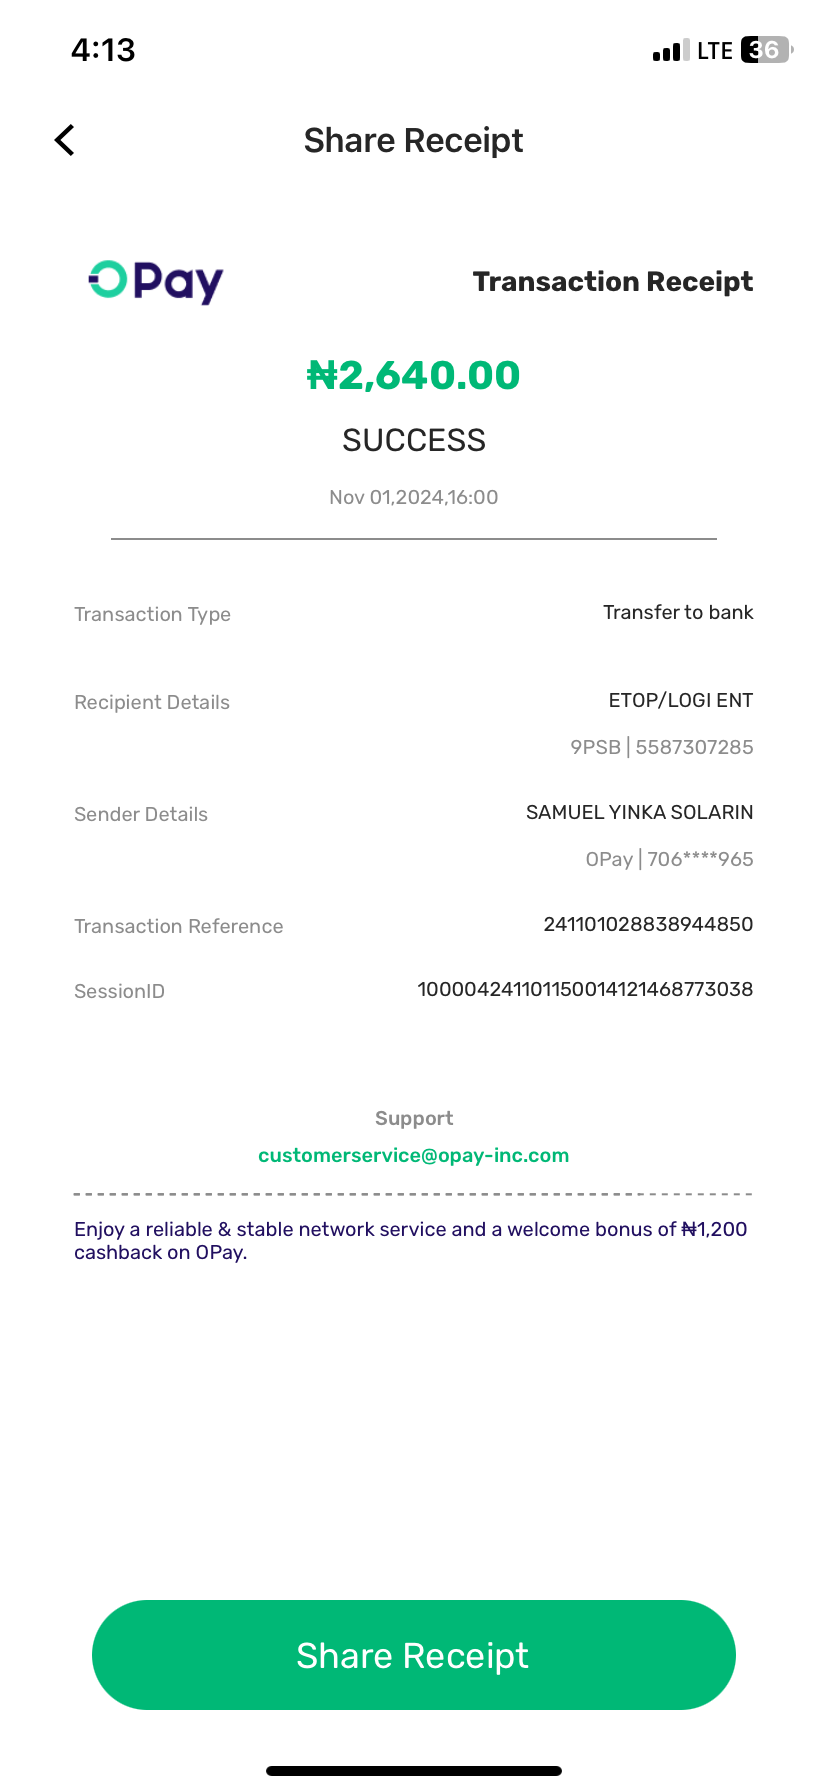 4:13
LTE 36
Share Receipt
OPay
Transaction Receipt
₦2,640.00
SUCCESS
Nov 01,2024,16:00
Transaction Type
Transfer to bank
Recipient Details
ETOP/LOGI ENT
9PSB | 5587307285
Sender Details
SAMUEL YINKA SOLARIN
OPay | 706****965
Transaction Reference
241101028838944850
SessionID
100004241101150014121468773038
Support
customerservice@opay-inc.com
Enjoy a reliable & stable network service and a welcome bonus of ₦1,200
cashback on OPay.
Share Receipt